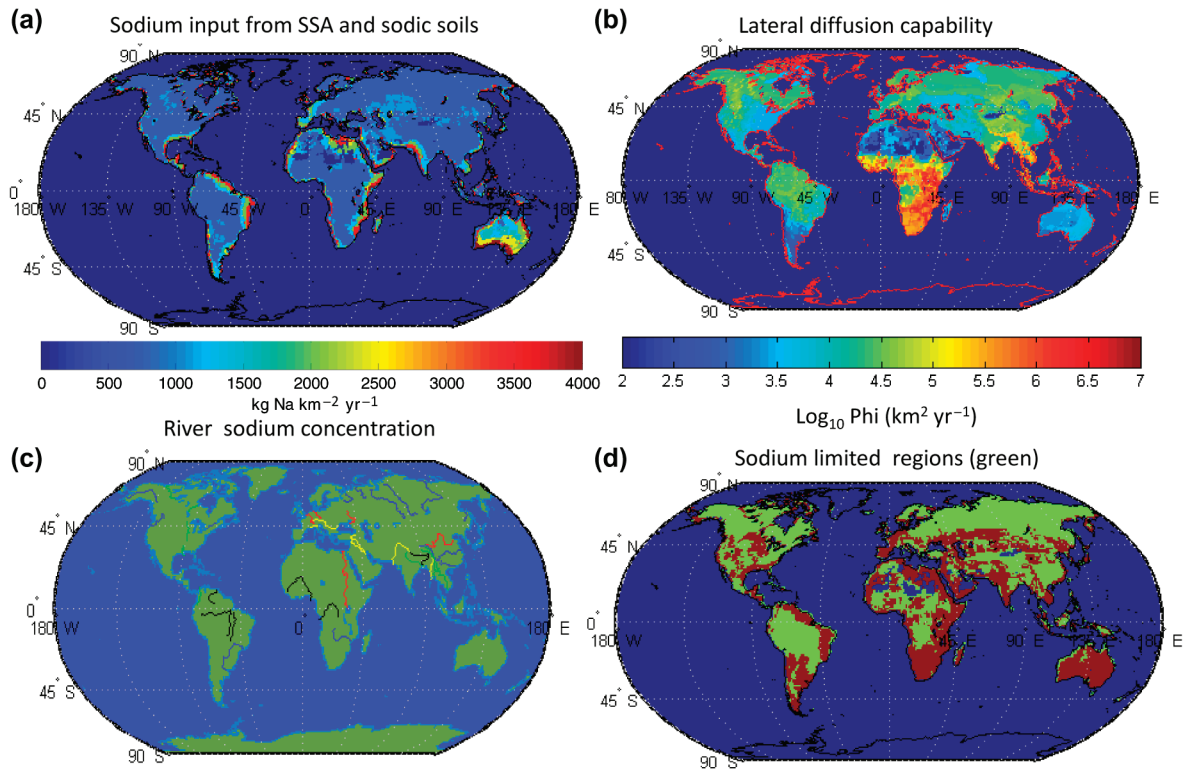 (a) Sodium input from SSA and sodic soils
90° N
45° N
0°
180° W 135 W 90 W 45 W 0 45 E 90 E 135 E 180° E
45° S
90° S
0 500 1000 1500 2000 2500 3000 3500 4000
kg Na km⁻² yr⁻¹
(b) Lateral diffusion capability
90° N
45° N
0°
180° W 135 W 90 W 45 W 0 45 E 90 E 135 E 180° E
45° S
90° S
2 2.5 3 3.5 4 4.5 5 5.5 6 6.5 7
Log₁₀ Phi (km² yr⁻¹)
(c) River sodium concentration
90° N
45° N
0°
180° W 0 180° E
45° S
90° S
(d) Sodium limited regions (green)
90° N
45° N
0°
180° W 135 W 90 W 45 W 0 45 E 90 E 135 E 180° E
45° S
90° S